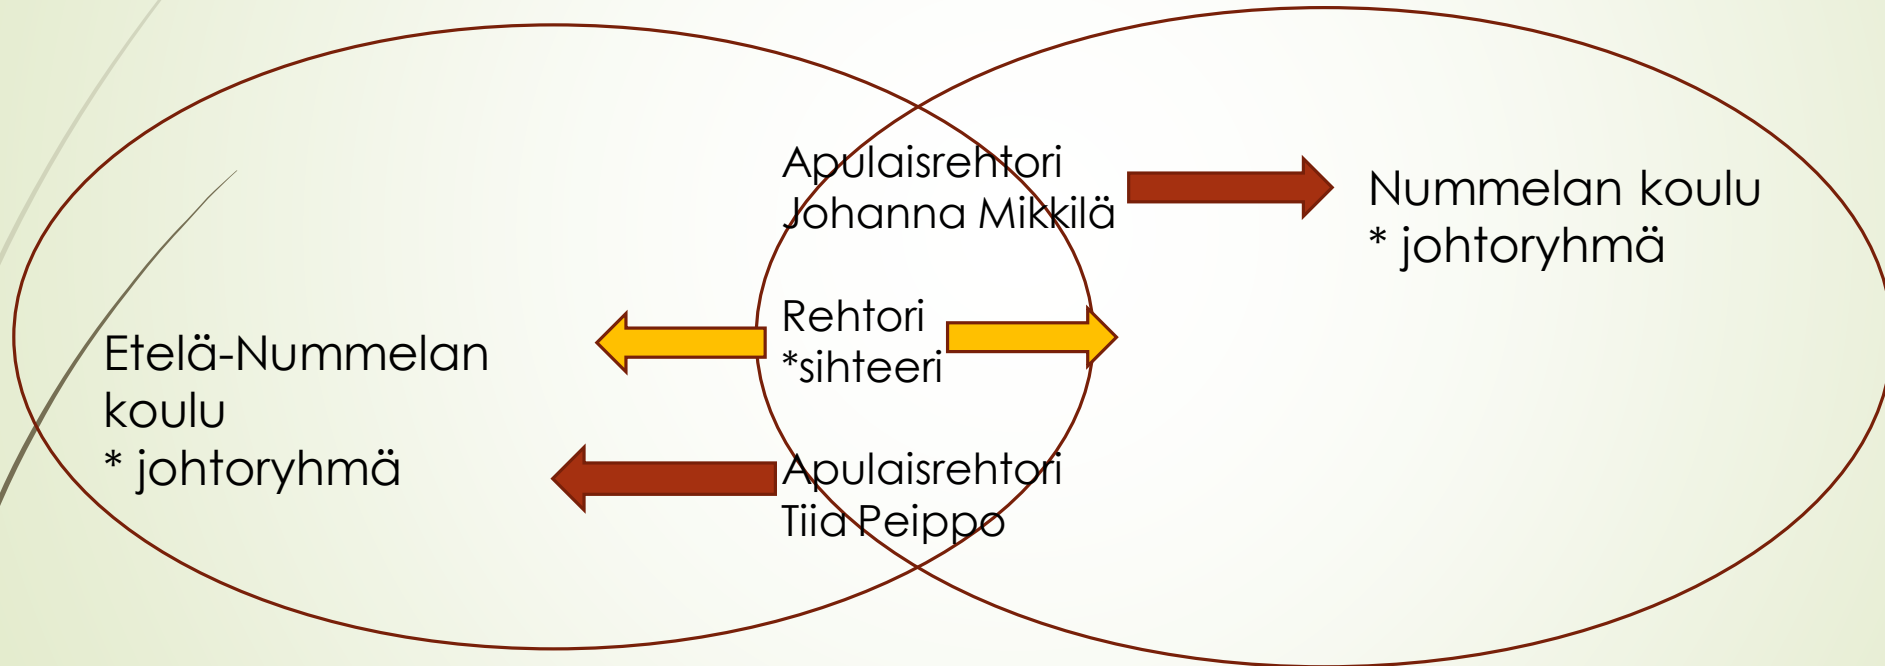 Apulaisrehtori
Johanna Mikkilä
Nummelan koulu
* johtoryhmä
Rehtori
*sihteeri
Etelä-Nummelan
koulu
* johtoryhmä
Apulaisrehtori
Tiia Peippo